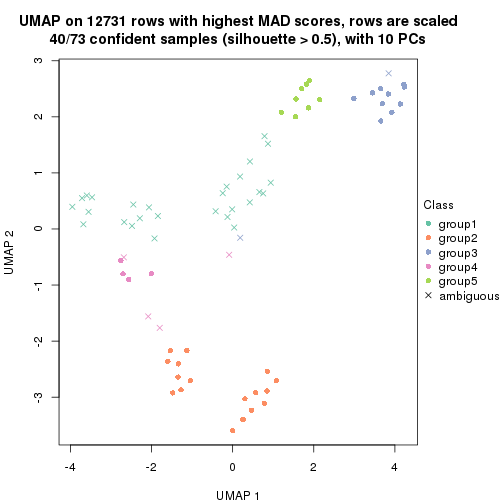 UMAP on 12731 rows with highest MAD scores, rows are scaled
40/73 confident samples (silhouette > 0.5), with 10 PCs
3
2
1
0
-1
-2
-3
UMAP 2
-4
-2
0
2
4
UMAP 1
Class
group1
group2
group3
group4
group5
ambiguous